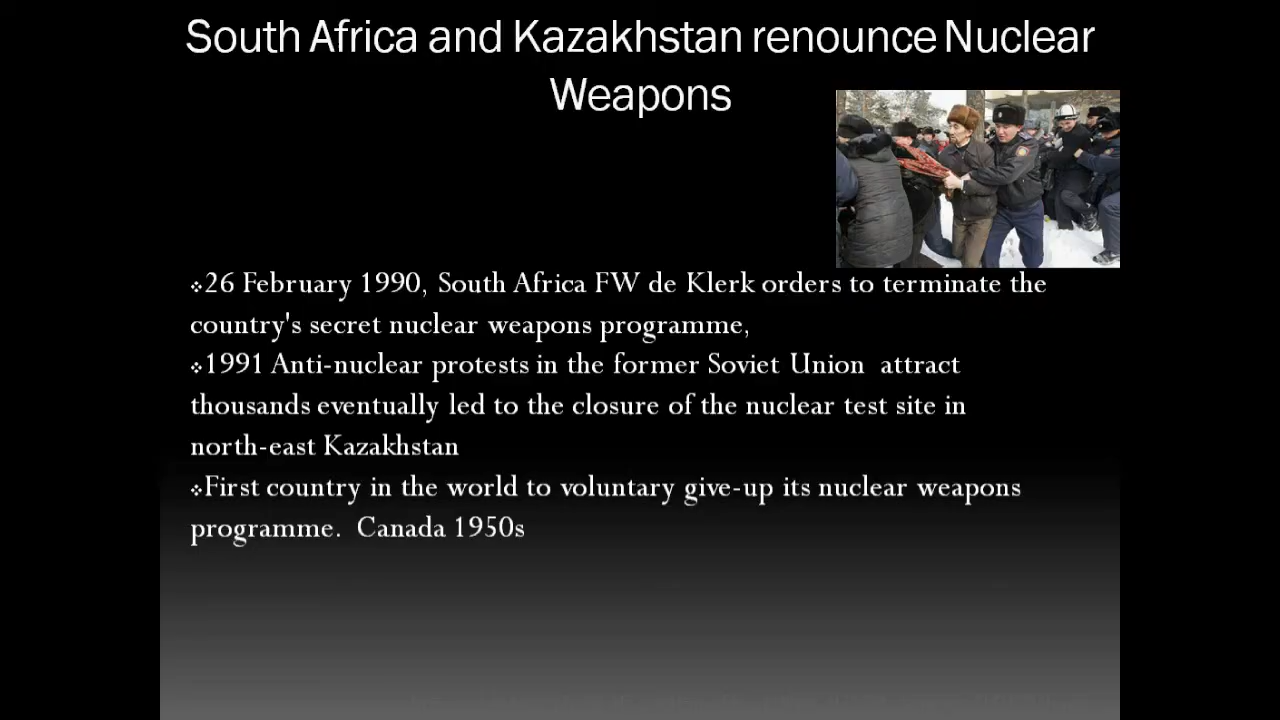 South Africa and Kazakhstan renounce Nuclear
Weapons
❖26 February 1990, South Africa FW de Klerk orders to terminate the
country's secret nuclear weapons programme,
❖1991 Anti-nuclear protests in the former Soviet Union attract
thousands eventually led to the closure of the nuclear test site in
north-east Kazakhstan
❖First country in the world to voluntary give-up its nuclear weapons
programme. Canada 1950s